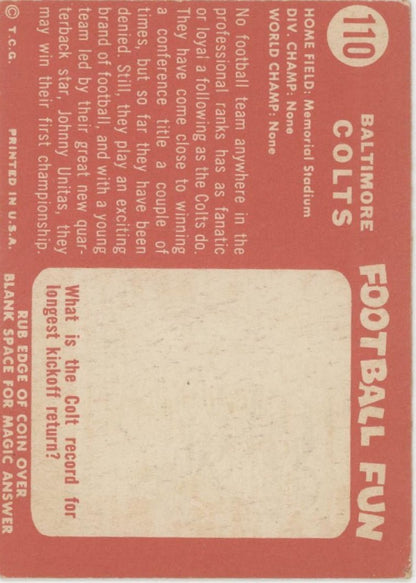 110
BALTIMORE
COLTS
HOME FIELD: Memorial Stadium
DIV. CHAMP: None
WORLD CHAMP: None
No football team anywhere in the
professional ranks has as fanatic
or loyal a following as the Colts do.
They have come close to winning
a conference title a couple of
times, but so far they have been
denied. Still, they play an exciting
brand of football, and with a young
team led by their great new quar-
terback star, Johnny Unitas, they
may win their first championship.
© T.C.G. PRINTED IN U.S.A.
FOOTBALL FUN
What is the Colt record for
longest kickoff return?
RUB EDGE OF COIN OVER
BLANK SPACE FOR MAGIC ANSWER